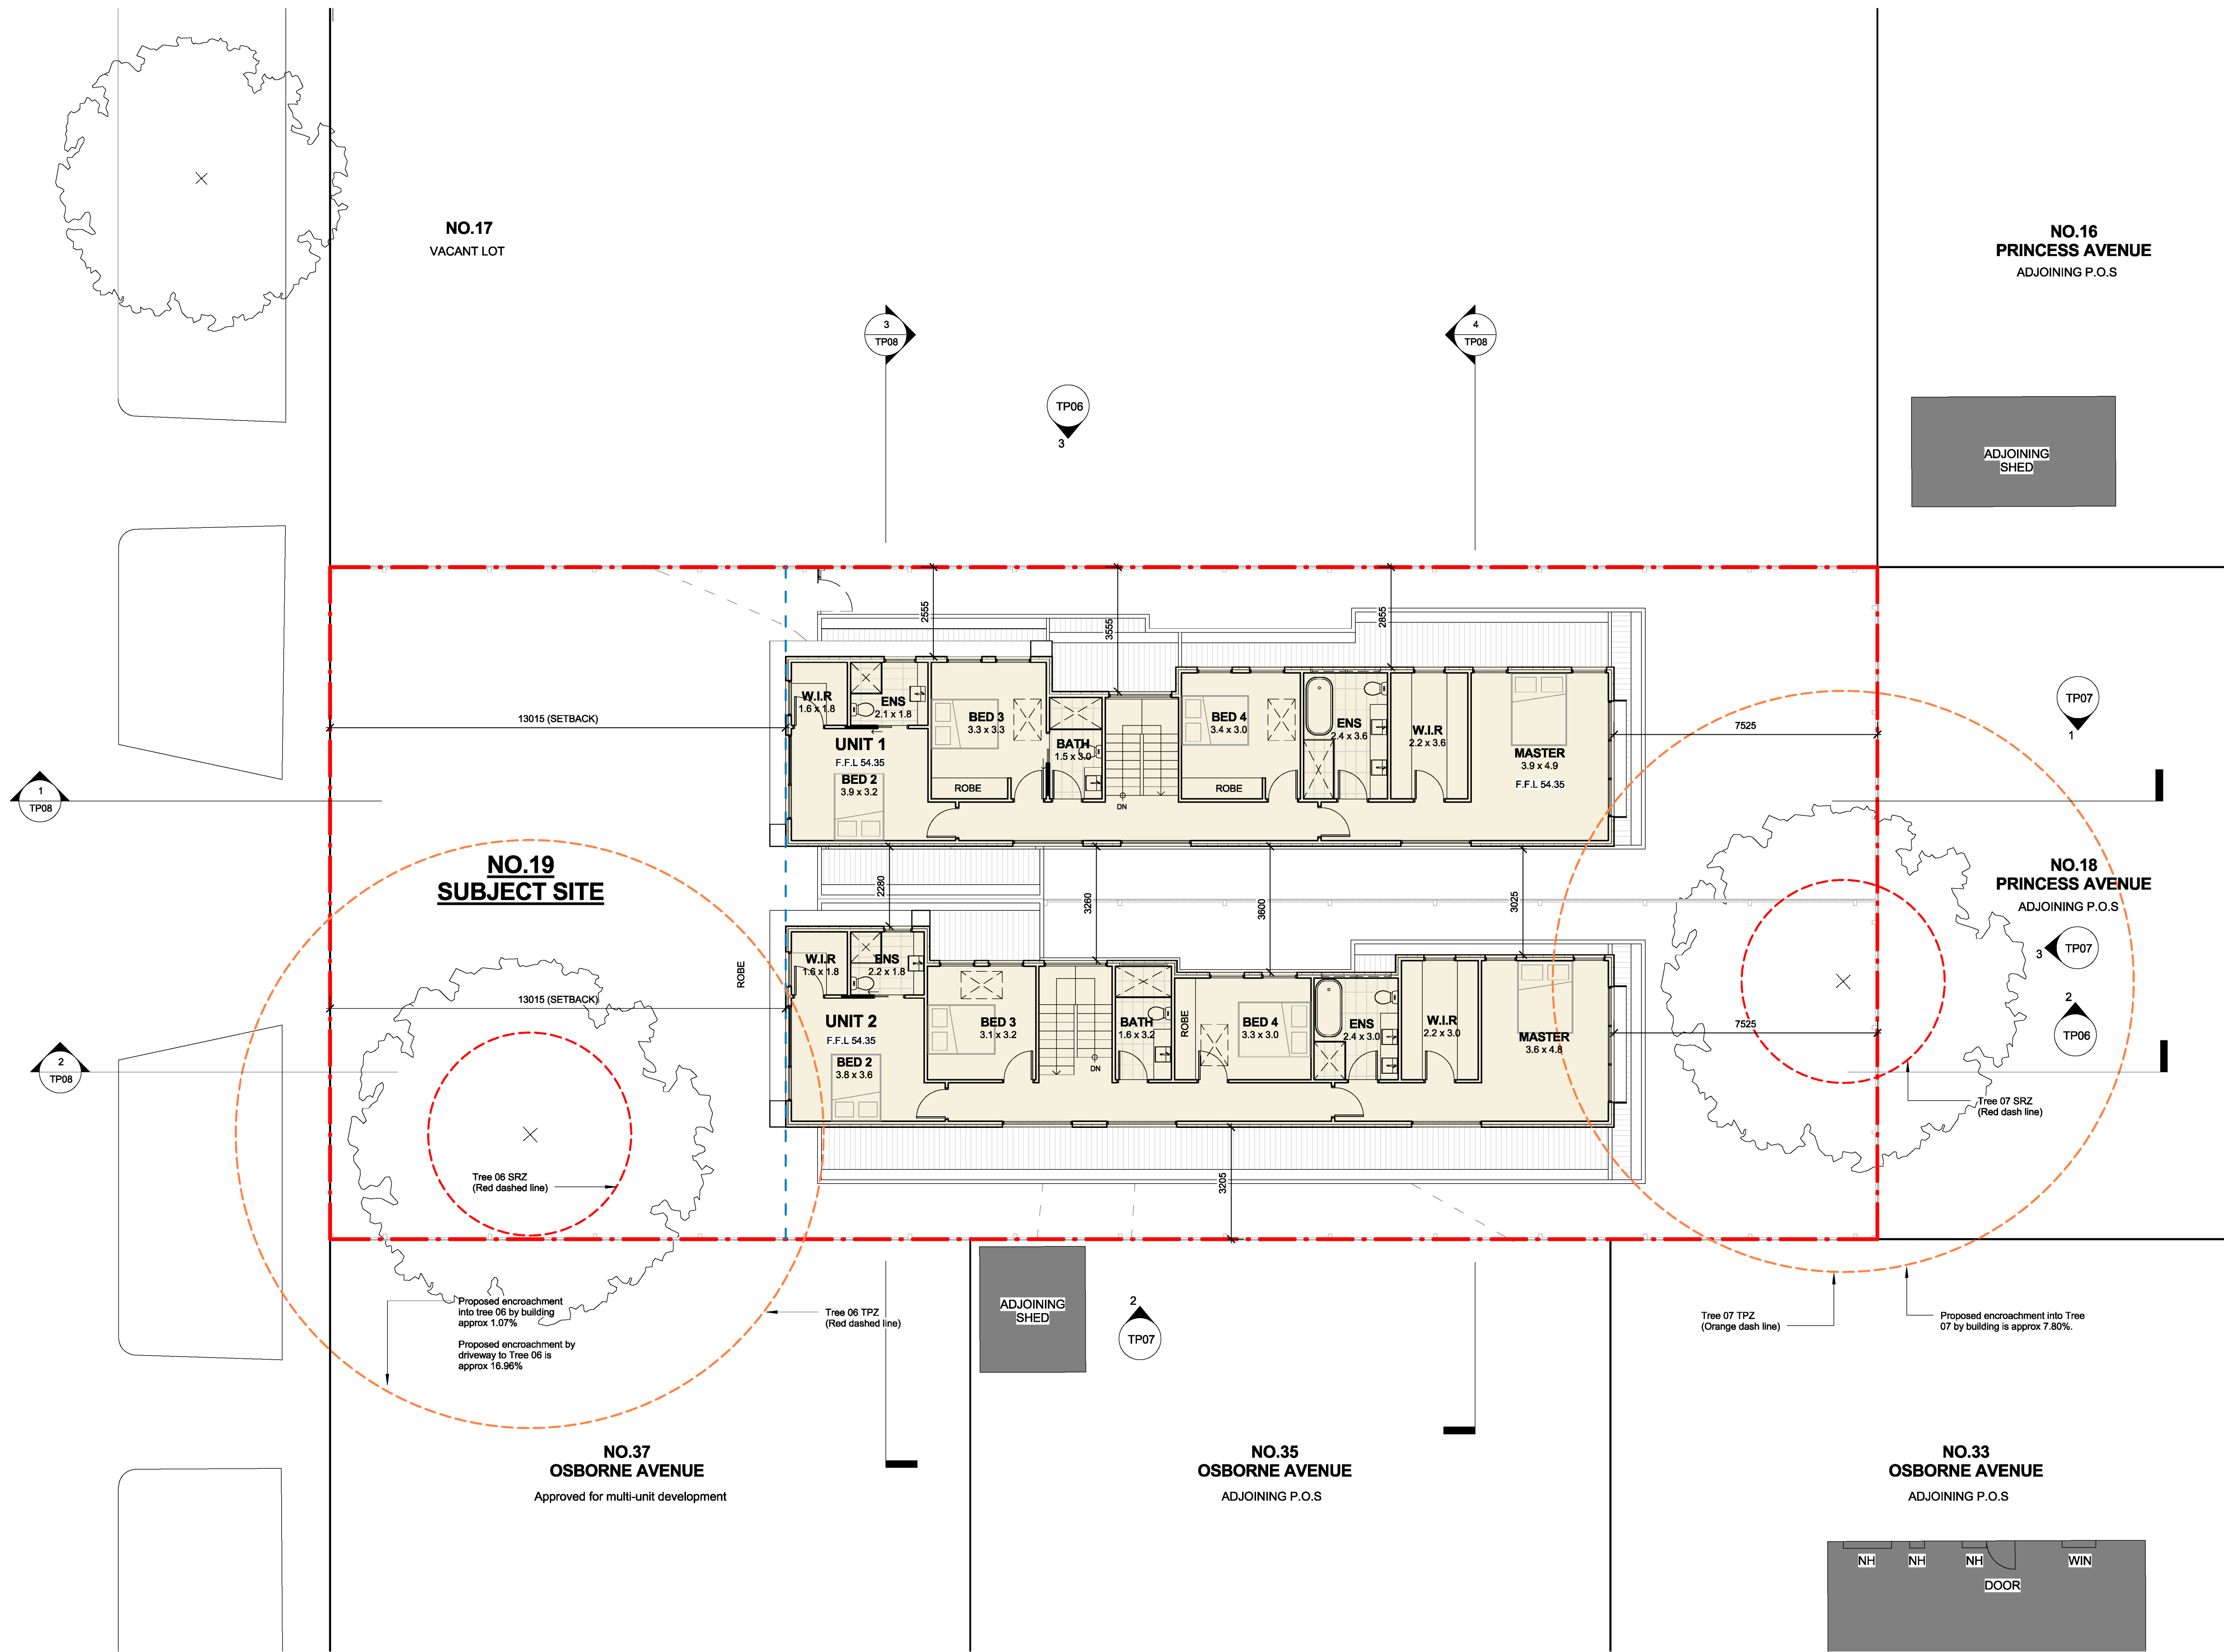 NO.17
VACANT LOT
NO.16
PRINCESS AVENUE
ADJOINING P.O.S
3
TP08
4
TP08
TP06
3
ADJOINING
SHED
2555
3555
2855
13015 (SETBACK)
W.I.R
1.6 x 1.8
ENS
2.1 x 1.8
BED 3
3.3 x 3.3
ROBE
BATH
1.5 x 3.0
DN
BED 4
3.4 x 3.0
ROBE
ENS
2.4 x 3.6
W.I.R
2.2 x 3.6
MASTER
3.9 x 4.9
F.F.L 54.35
7525
TP07
1
UNIT 1
F.F.L 54.35
BED 2
3.9 x 3.2
1
TP08
NO.19
SUBJECT SITE
2280
3260
3600
3025
NO.18
PRINCESS AVENUE
ADJOINING P.O.S
3
TP07
2
TP06
13015 (SETBACK)
ROBE
W.I.R
1.6 x 1.8
ENS
2.2 x 1.8
UNIT 2
F.F.L 54.35
BED 2
3.8 x 3.6
BED 3
3.1 x 3.2
DN
BATH
1.6 x 3.2
ROBE
BED 4
3.3 x 3.0
ENS
2.4 x 3.0
W.I.R
2.2 x 3.0
MASTER
3.6 x 4.8
7525
2
TP08
Tree 07 SRZ
(Red dash line)
Tree 06 SRZ
(Red dashed line)
3205
Proposed encroachment
into tree 06 by building
approx 1.07%
Proposed encroachment by
driveway to Tree 06 is
approx 16.96%
Tree 06 TPZ
(Red dashed line)
ADJOINING
SHED
2
TP07
Tree 07 TPZ
(Orange dash line)
Proposed encroachment into Tree
07 by building is approx 7.80%.
NO.37
OSBORNE AVENUE
Approved for multi-unit development
NO.35
OSBORNE AVENUE
ADJOINING P.O.S
NO.33
OSBORNE AVENUE
ADJOINING P.O.S
NH
NH
NH
WIN
DOOR